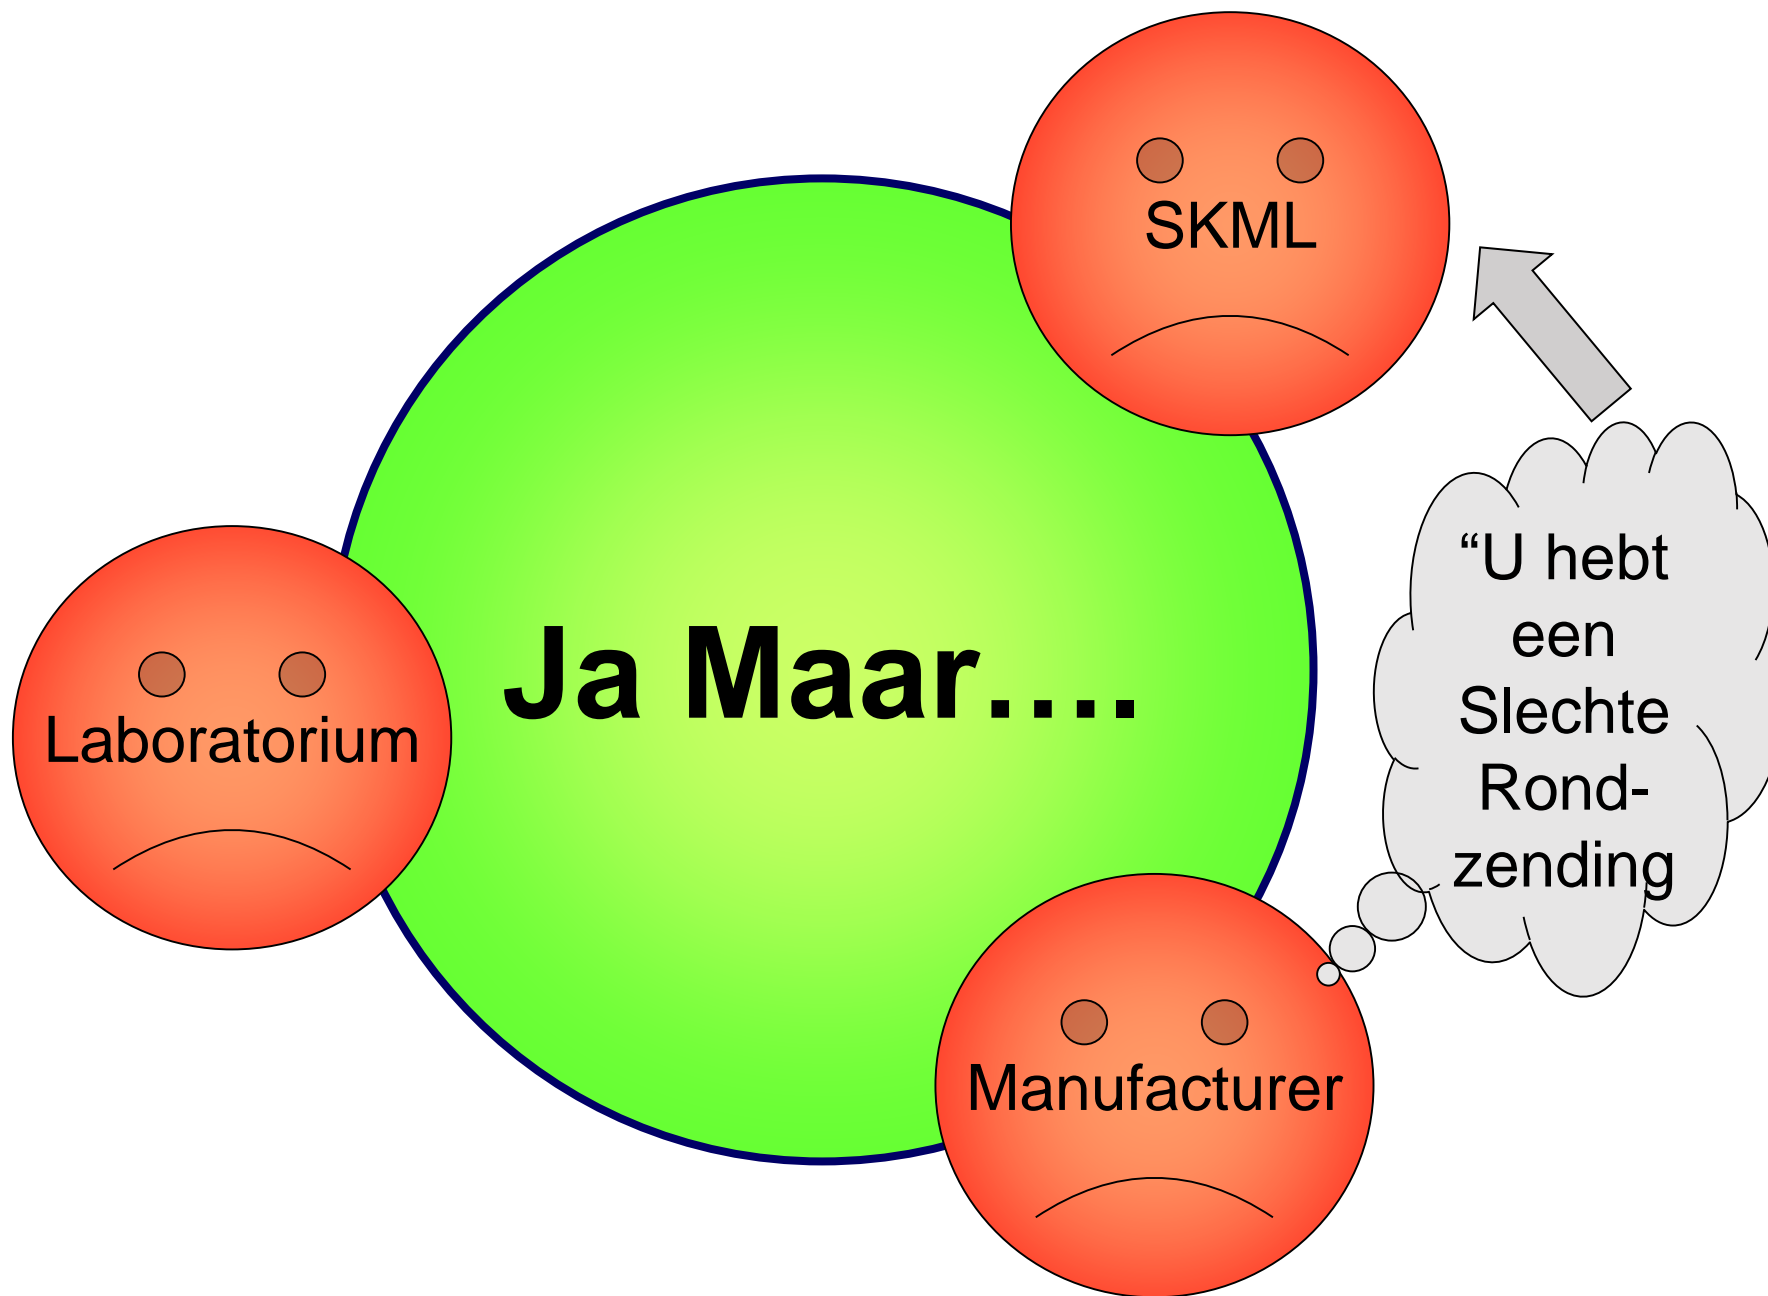 SKML
Laboratorium
Ja Maar....
“U hebt
een
Slechte
Rond-
zending
Manufacturer